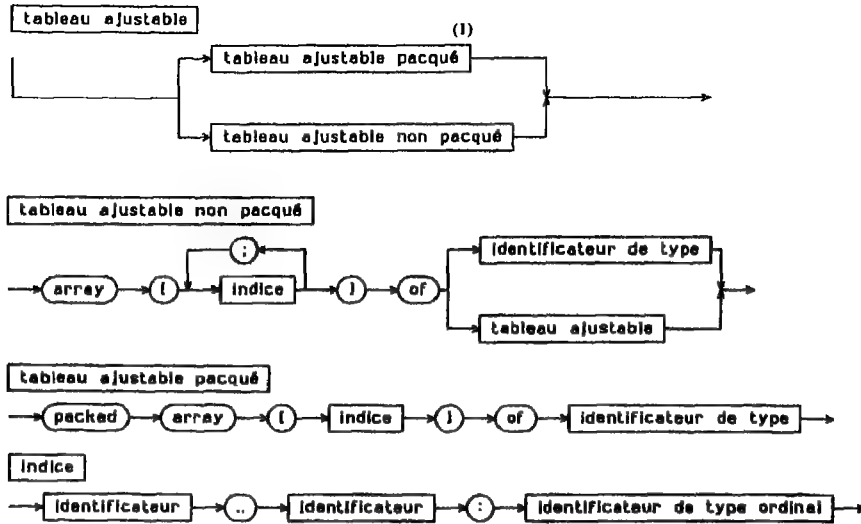 tableau ajustable
(1)
tableau ajustable pacqué
tableau ajustable non pacqué
tableau ajustable non pacqué
;
identificateur de type
array [ indice ] of
tableau ajustable
tableau ajustable pacqué
packed array [ indice ] of identificateur de type
indice
identificateur .. identificateur : identificateur de type ordinal